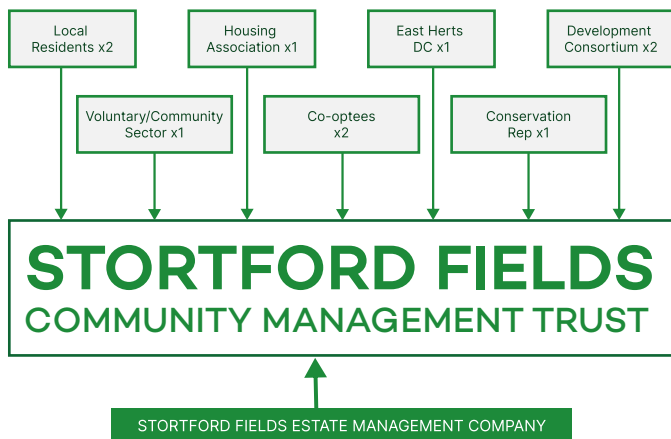 Local
Residents x2
Housing
Association x1
East Herts
DC x1
Development
Consortium x2
Voluntary/Community
Sector x1
Co-optees
x2
Conservation
Rep x1
STORTFORD FIELDS
COMMUNITY MANAGEMENT TRUST
STORTFORD FIELDS ESTATE MANAGEMENT COMPANY